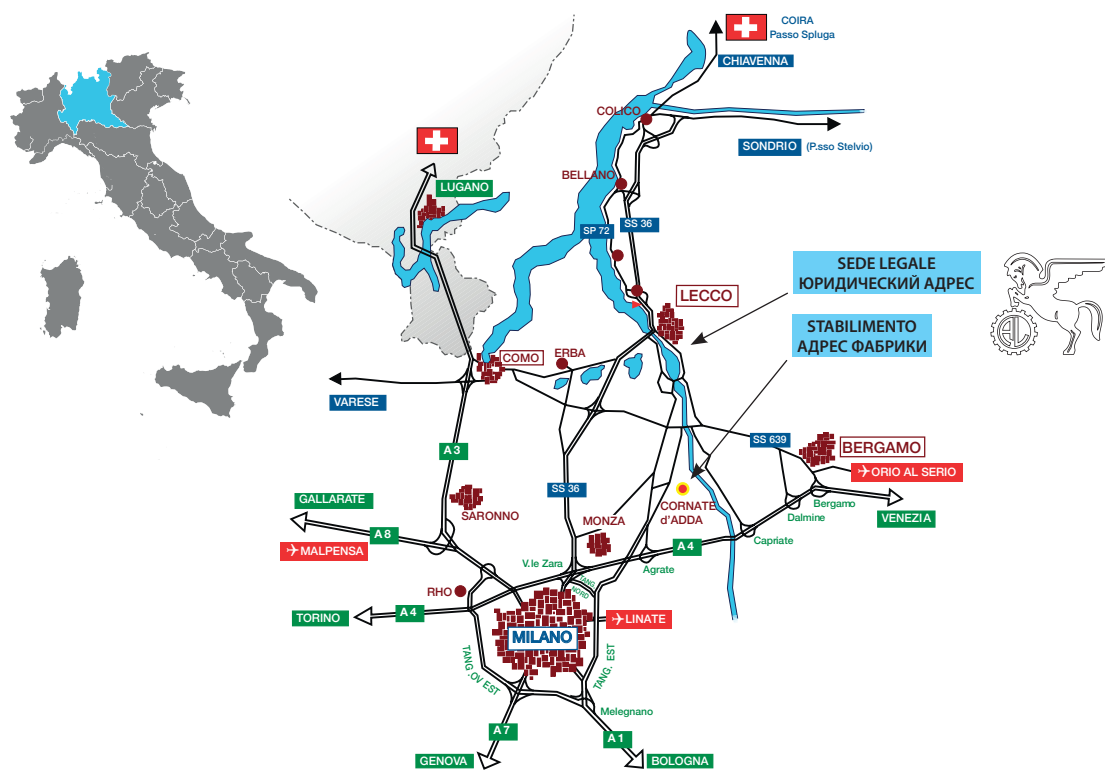 COIRA
Passo Spluga
CHIAVENNA
COLICO
SONDRIO (P.sso Stelvio)
LUGANO
BELLANO
SS 36
SP 72
SEDE LEGALE
ЮРИДИЧЕСКИЙ АДРЕС
LECCO
STABILIMENTO
АДРЕС ФАБРИКИ
COMO
ERBA
VARESE
A 3
SS 639
BERGAMO
ORIO AL SERIO
SS 36
GALLARATE
SARONNO
CORNATE
d'ADDA
Bergamo
VENEZIA
Dalmine
A 8
MONZA
Capriate
MALPENSA
A 4
V.le Zara
Agrate
TANG.
NORD
RHO
TORINO
A 4
LINATE
MILANO
TANG .OV EST
TANG. EST
Melegnano
A 7
A 1
GENOVA
BOLOGNA